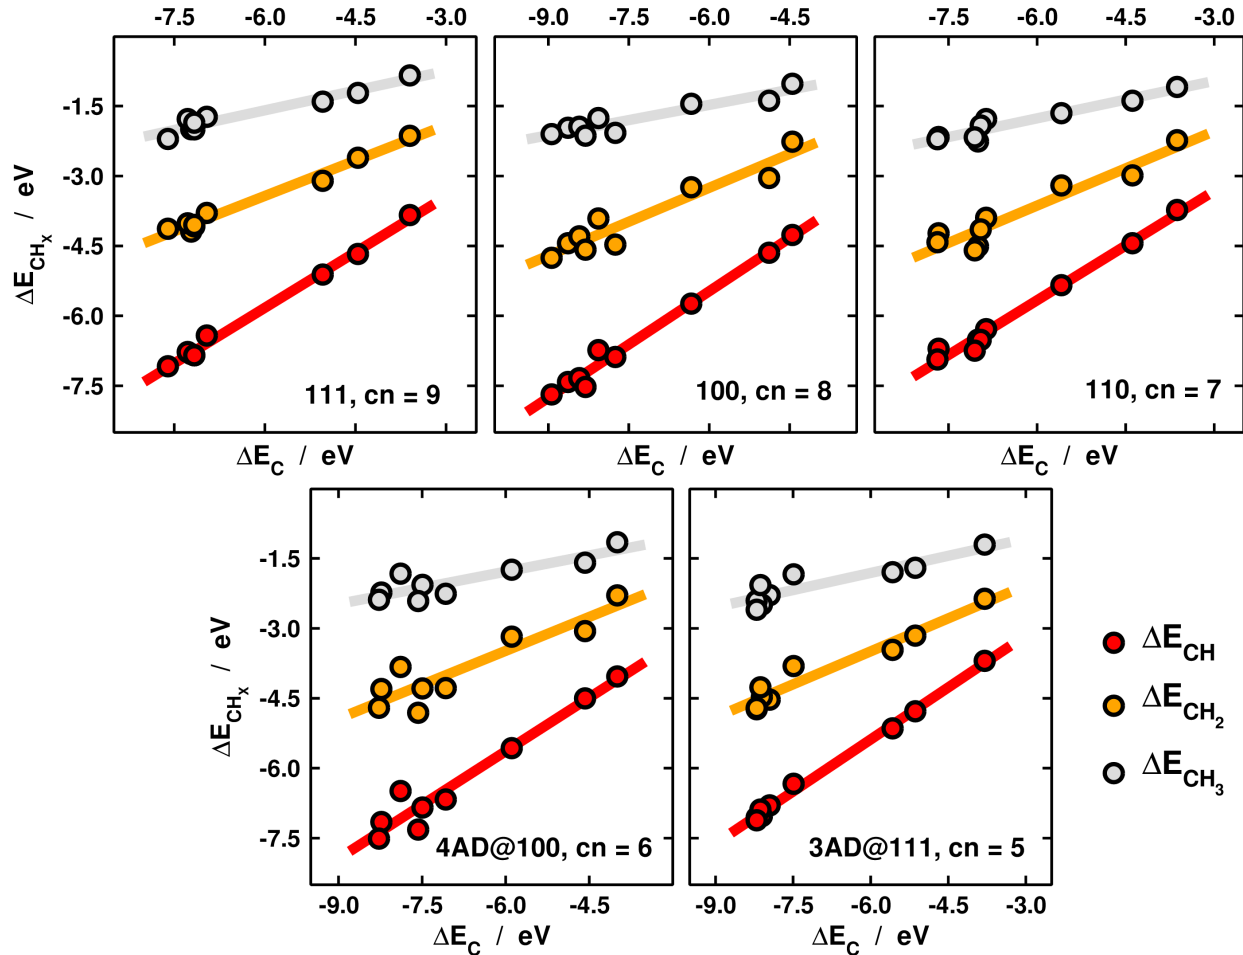 -7.5 -6.0 -4.5 -3.0 -9.0 -7.5 -6.0 -4.5 -7.5 -6.0 -4.5 -3.0
-1.5
-3.0
-4.5
-6.0
-7.5
ΔE_CH_X / eV
111, cn = 9
100, cn = 8
110, cn = 7
ΔE_C / eV
ΔE_C / eV
ΔE_C / eV
-1.5
-3.0
-4.5
-6.0
-7.5
ΔE_CH_X / eV
4AD@100, cn = 6
3AD@111, cn = 5
-9.0 -7.5 -6.0 -4.5 -9.0 -7.5 -6.0 -4.5 -3.0
ΔE_C / eV
ΔE_C / eV
ΔE_CH
ΔE_CH₂
ΔE_CH₃